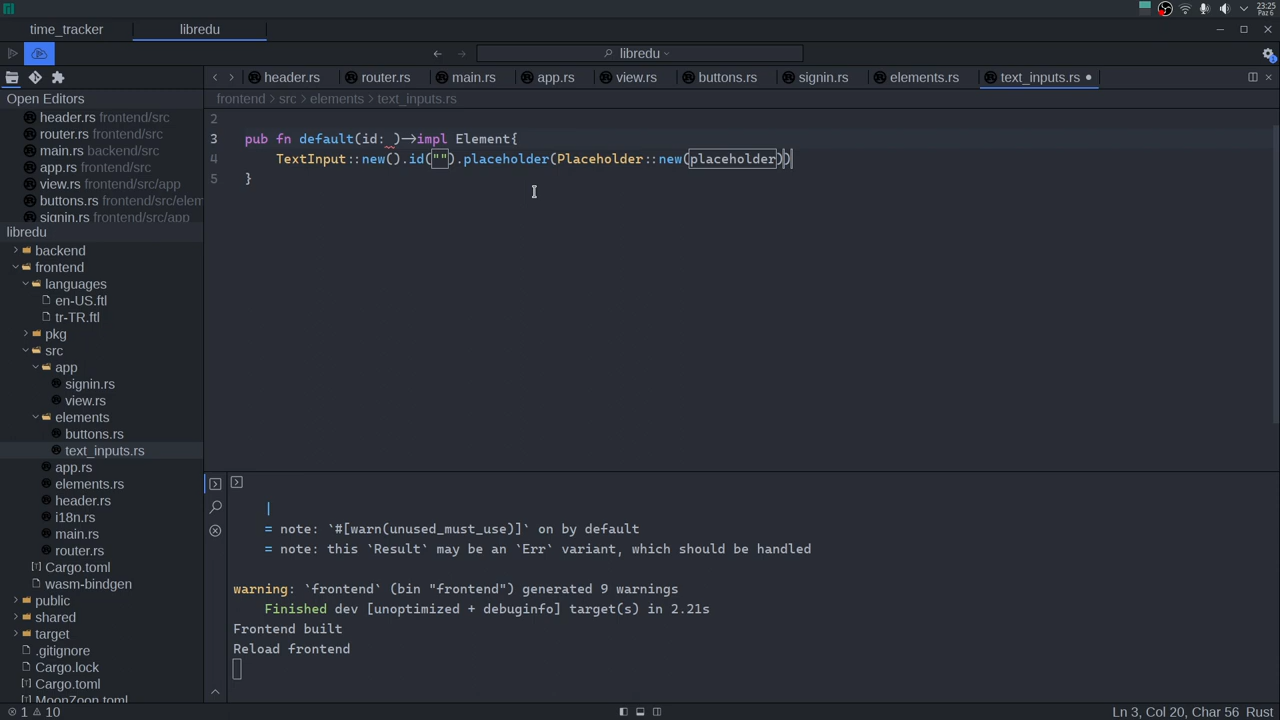 23:25
Paz 6
time_tracker
libredu
libredu
header.rs
router.rs
main.rs
app.rs
view.rs
buttons.rs
signin.rs
elements.rs
text_inputs.rs
Open Editors
frontend > src > elements > text_inputs.rs
header.rs frontend/src
router.rs frontend/src
main.rs backend/src
app.rs frontend/src
view.rs frontend/src/app
buttons.rs frontend/src/elem
signin.rs frontend/src/app
libredu
backend
frontend
languages
en-US.ftl
tr-TR.ftl
pkg
src
app
signin.rs
view.rs
elements
buttons.rs
text_inputs.rs
app.rs
elements.rs
header.rs
i18n.rs
main.rs
router.rs
Cargo.toml
wasm-bindgen
public
shared
target
.gitignore
Cargo.lock
Cargo.toml
MoonZoon.toml
2
3 pub fn default(id: )->impl Element{
4 TextInput::new().id("").placeholder(Placeholder::new(placeholder))
5 }
|
= note: `#[warn(unused_must_use)]` on by default
= note: this `Result` may be an `Err` variant, which should be handled
warning: `frontend` (bin "frontend") generated 9 warnings
Finished dev [unoptimized + debuginfo] target(s) in 2.21s
Frontend built
Reload frontend
1 10
Ln 3, Col 20, Char 56 Rust